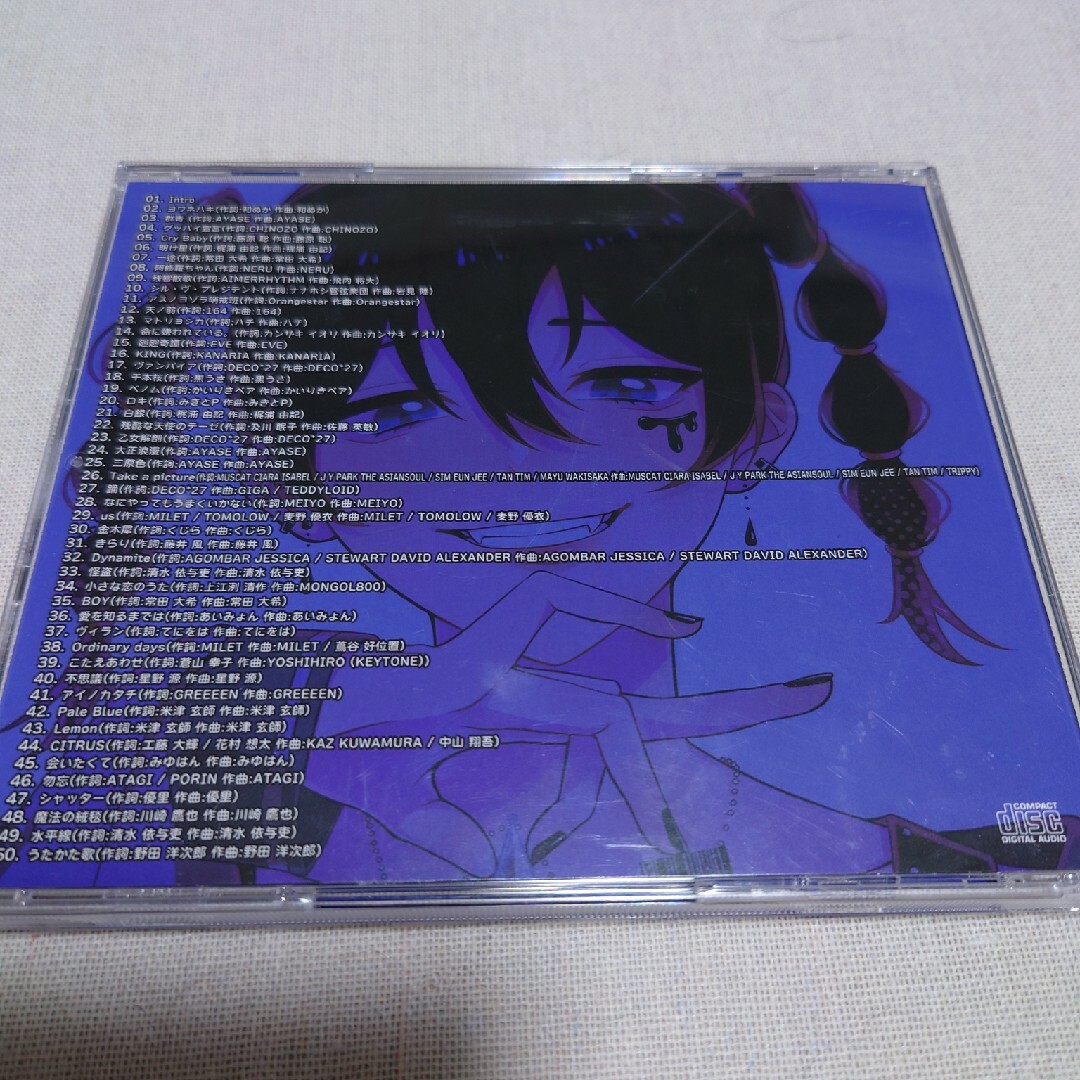 01. Intro
02. ヨワネハキ(作詞:和ぬか 作曲:和ぬか)
03. 群青(作詞:AYASE 作曲:AYASE)
04. グッバイ宣言(作詞:CHINOZO 作曲:CHINOZO)
05. Cry Baby(作詞:藤原 聡 作曲:藤原 聡)
06. 明け星(作詞:梶浦 由記 作曲:梶浦 由記)
07. 一途(作詞:常田 大希 作曲:常田 大希)
08. 阿修羅ちゃん(作詞:NERU 作曲:NERU)
09. 残響散歌(作詞:AIMERRHYTHM 作曲:飛内 将大)
10. シル・ヴ・プレジデント(作詞:ナナホシ管弦楽団 作曲:岩見 陸)
11. アスノヨゾラ哨戒班(作詞:Orangestar 作曲:Orangestar)
12. 天ノ弱(作詞:164 作曲:164)
13. マトリョシカ(作詞:ハチ 作曲:ハチ)
14. 命に嫌われている。(作詞:カンザキ イオリ 作曲:カンザキ イオリ)
15. 廻廻奇譚(作詞:EVE 作曲:EVE)
16. KING(作詞:KANARIA 作曲:KANARIA)
17. ヴァンパイア(作詞:DECO*27 作曲:DECO*27)
18. 千本桜(作詞:黒うさ 作曲:黒うさ)
19. ベノム(作詞:かいりきベア 作曲:かいりきベア)
20. ロキ(作詞:みきとP 作曲:みきとP)
21. 白銀(作詞:梶浦 由記 作曲:梶浦 由記)
22. 残酷な天使のテーゼ(作詞:及川 眠子 作曲:佐藤 英敏)
23. 乙女解剖(作詞:DECO*27 作曲:DECO*27)
24. 大正浪漫(作詞:AYASE 作曲:AYASE)
25. 三原色(作詞:AYASE 作曲:AYASE)
26. Take a picture(作詞:MUSCAT CIARA ISABEL / J Y PARK THE ASIANSOUL / SIM EUN JEE / TAN TIM / MAYU WAKISAKA 作曲:MUSCAT CIARA ISABEL / J Y PARK THE ASIANSOUL / SIM EUN JEE / TAN TIM / TRIPPY)
27. 踊(作詞:DECO*27 作曲:GIGA / TEDDYLOID)
28. なにやってもうまくいかない(作詞:MEIYO 作曲:MEIYO)
29. us(作詞:MILET / TOMOLOW / 麦野 優衣 作曲:MILET / TOMOLOW / 麦野 優衣)
30. 金木犀(作詞:くじら 作曲:くじら)
31. きらり(作詞:藤井 風 作曲:藤井 風)
32. Dynamite(作詞:AGOMBAR JESSICA / STEWART DAVID ALEXANDER 作曲:AGOMBAR JESSICA / STEWART DAVID ALEXANDER)
33. 怪盗(作詞:清水 依与吏 作曲:清水 依与吏)
34. 小さな恋のうた(作詞:上江洌 清作 作曲:MONGOL800)
35. BOY(作詞:常田 大希 作曲:常田 大希)
36. 愛を知るまでは(作詞:あいみょん 作曲:あいみょん)
37. ヴィラン(作詞:てにをは 作曲:てにをは)
38. Ordinary days(作詞:MILET 作曲:MILET / 蔦谷 好位置)
39. こたえあわせ(作詞:蒼山 幸子 作曲:YOSHIHIRO (KEYTONE))
40. 不思議(作詞:星野 源 作曲:星野 源)
41. アイノカタチ(作詞:GREEEEN 作曲:GREEEEN)
42. Pale Blue(作詞:米津 玄師 作曲:米津 玄師)
43. Lemon(作詞:米津 玄師 作曲:米津 玄師)
44. CITRUS(作詞:工藤 大輝 / 花村 想太 作曲:KAZ KUWAMURA / 中山 翔吾)
45. 会いたくて(作詞:みゆはん 作曲:みゆはん)
46. 勿忘(作詞:ATAGI / PORIN 作曲:ATAGI)
47. シャッター(作詞:優里 作曲:優里)
48. 魔法の絨毯(作詞:川崎 鷹也 作曲:川崎 鷹也)
49. 水平線(作詞:清水 依与吏 作曲:清水 依与吏)
50. うたかた歌(作詞:野田 洋次郎 作曲:野田 洋次郎)
COMPACT
disc
DIGITAL AUDIO